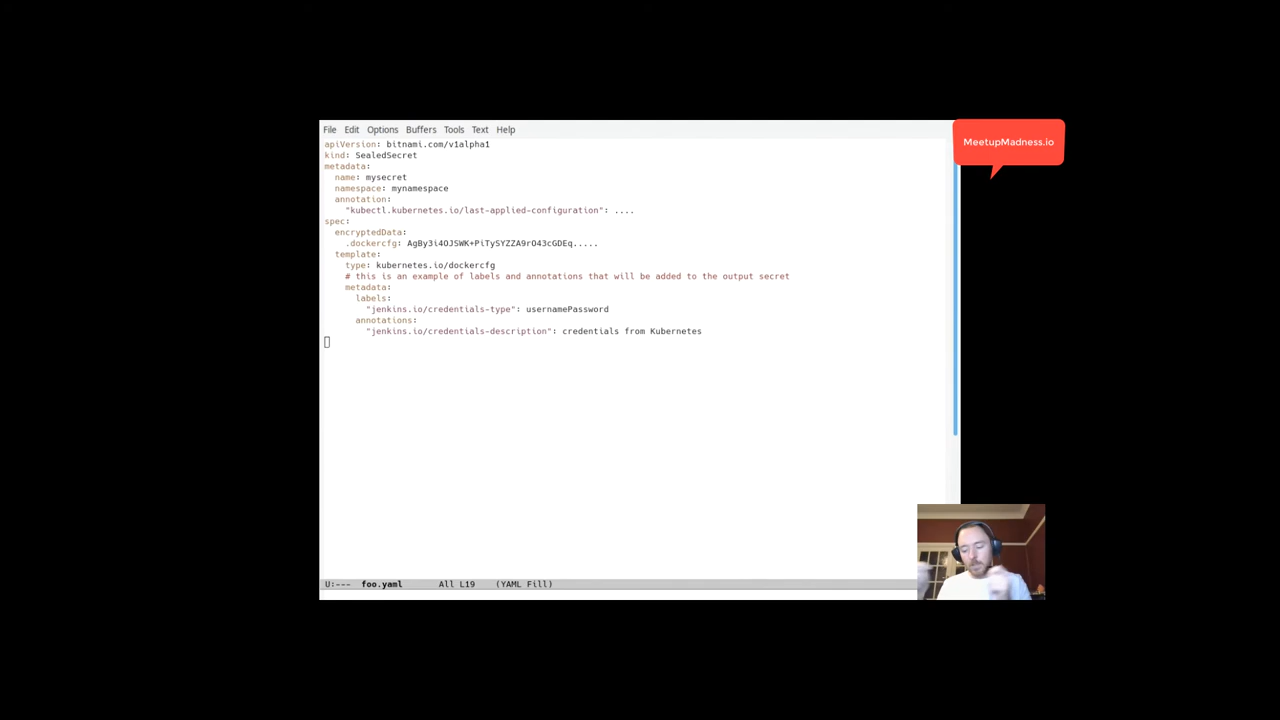 File Edit Options Buffers Tools Text Help
MeetupMadness.io
apiVersion: bitnami.com/v1alpha1
kind: SealedSecret
metadata:
  name: mysecret
  namespace: mynamespace
  annotation:
    "kubectl.kubernetes.io/last-applied-configuration": ....
spec:
  encryptedData:
    .dockercfg: AgBy3i4OJSWK+PiTySYZZA9rO43cGDEq.....
  template:
    type: kubernetes.io/dockercfg
    # this is an example of labels and annotations that will be added to the output secret
    metadata:
      labels:
        "jenkins.io/credentials-type": usernamePassword
      annotations:
        "jenkins.io/credentials-description": credentials from Kubernetes
U:--- foo.yaml All L19 (YAML Fill)